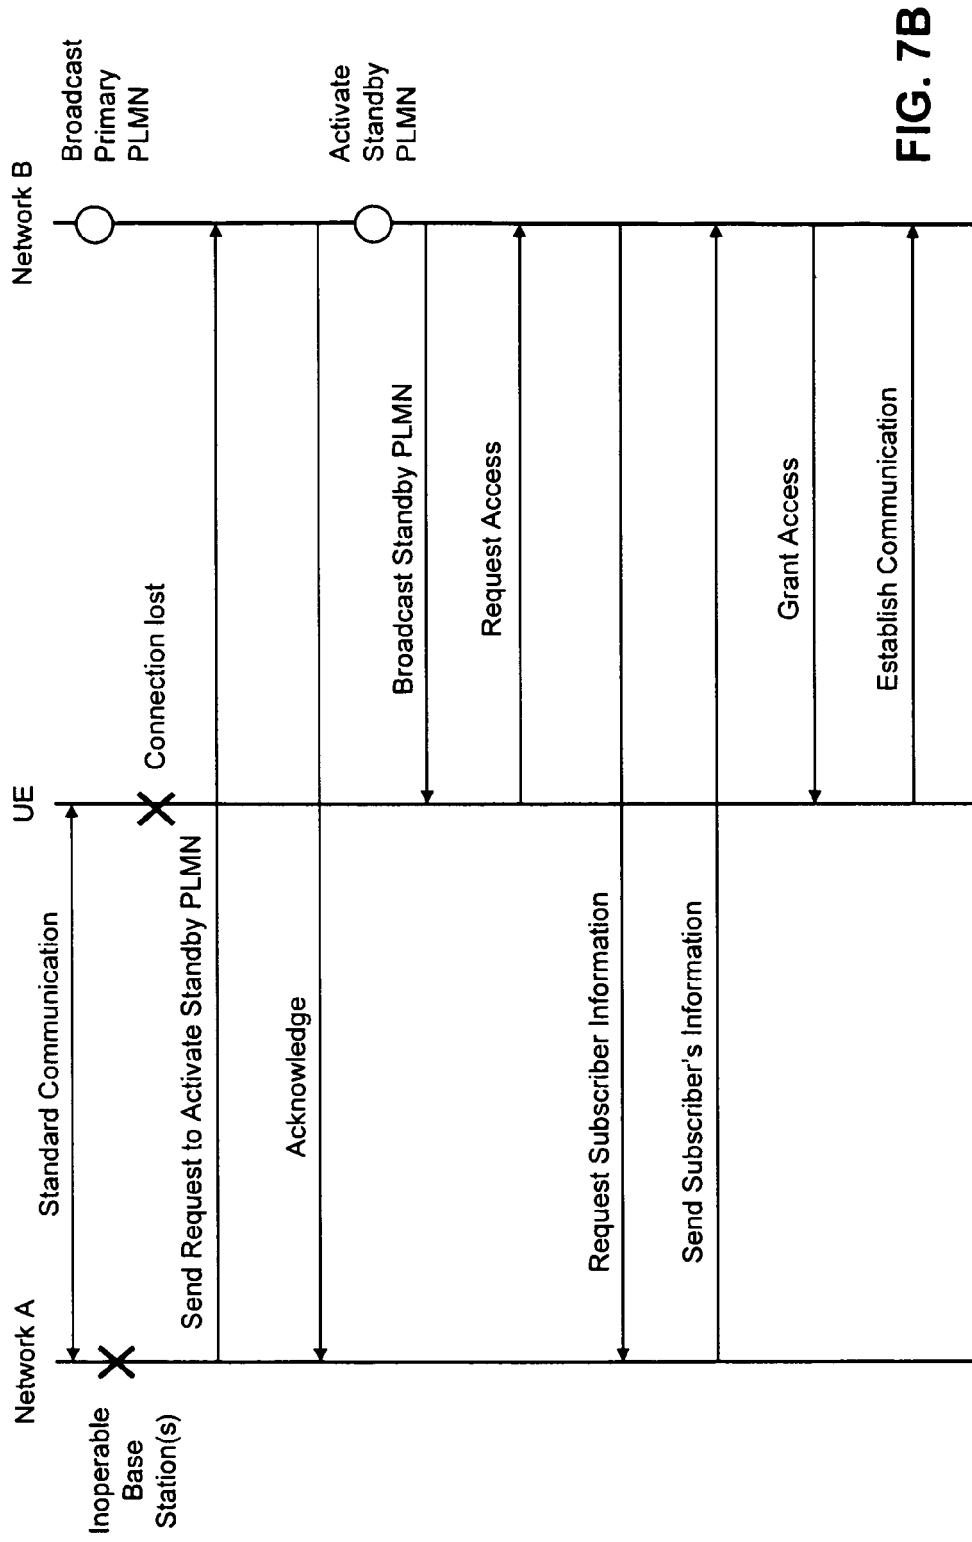 Network A
UE
Network B
Standard Communication
Broadcast
Primary
PLMN
Inoperable
Base
Station(s)
Connection lost
Send Request to Activate Standby PLMN
Acknowledge
Activate
Standby
PLMN
Broadcast Standby PLMN
Request Access
Request Subscriber Information
Send Subscriber's Information
Grant Access
Establish Communication
FIG. 7B